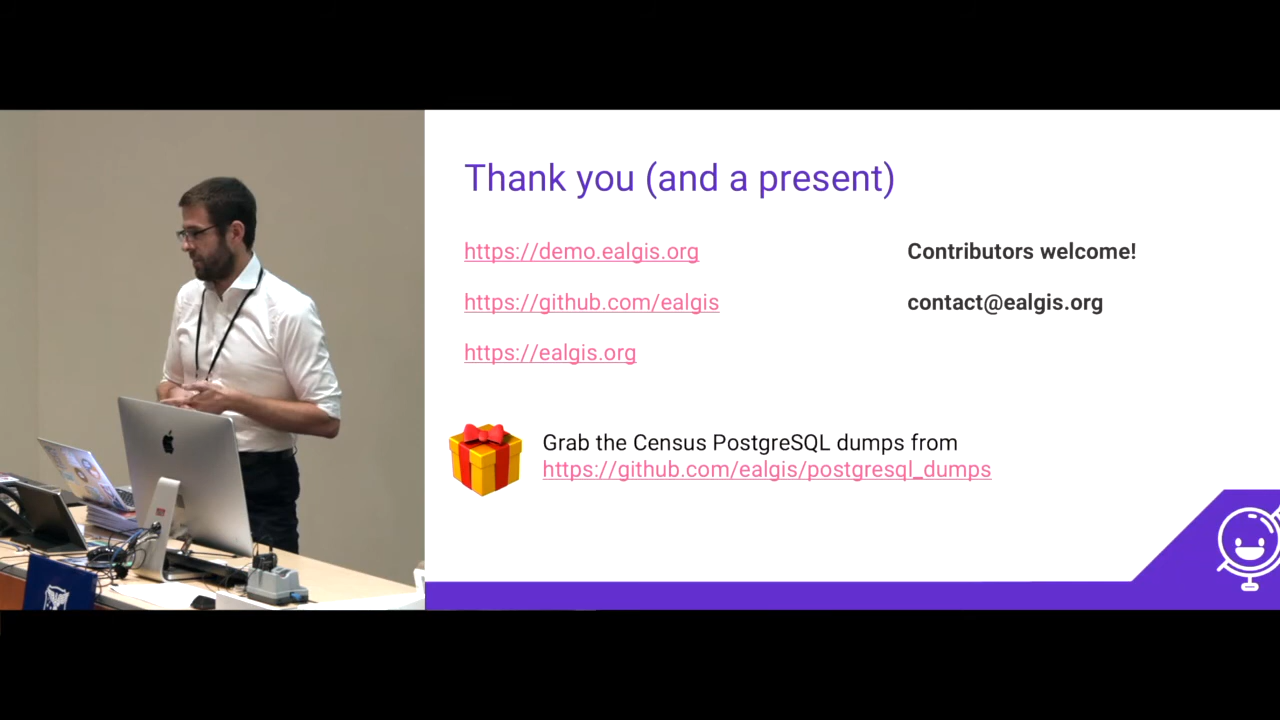 Thank you (and a present)
https://demo.ealgis.org
https://github.com/ealgis
https://ealgis.org
Contributors welcome!
contact@ealgis.org
Grab the Census PostgreSQL dumps from
https://github.com/ealgis/postgresql_dumps